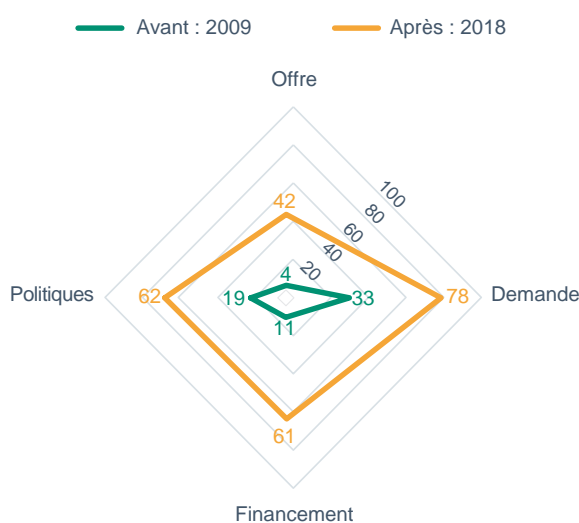 Avant : 2009
Après : 2018
Offre
100
80
60
40
20
42
4
Politiques
62
19
33
78
Demande
11
61
Financement